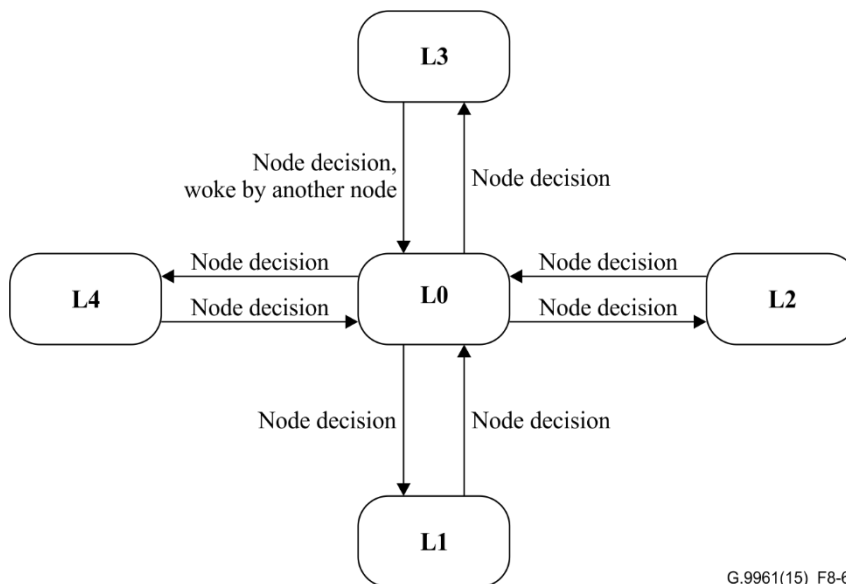 L3
Node decision,
woke by another node
Node decision
Node decision
Node decision
L4
L0
L2
Node decision
Node decision
Node decision
Node decision
L1
G.9961(15)_F8-6